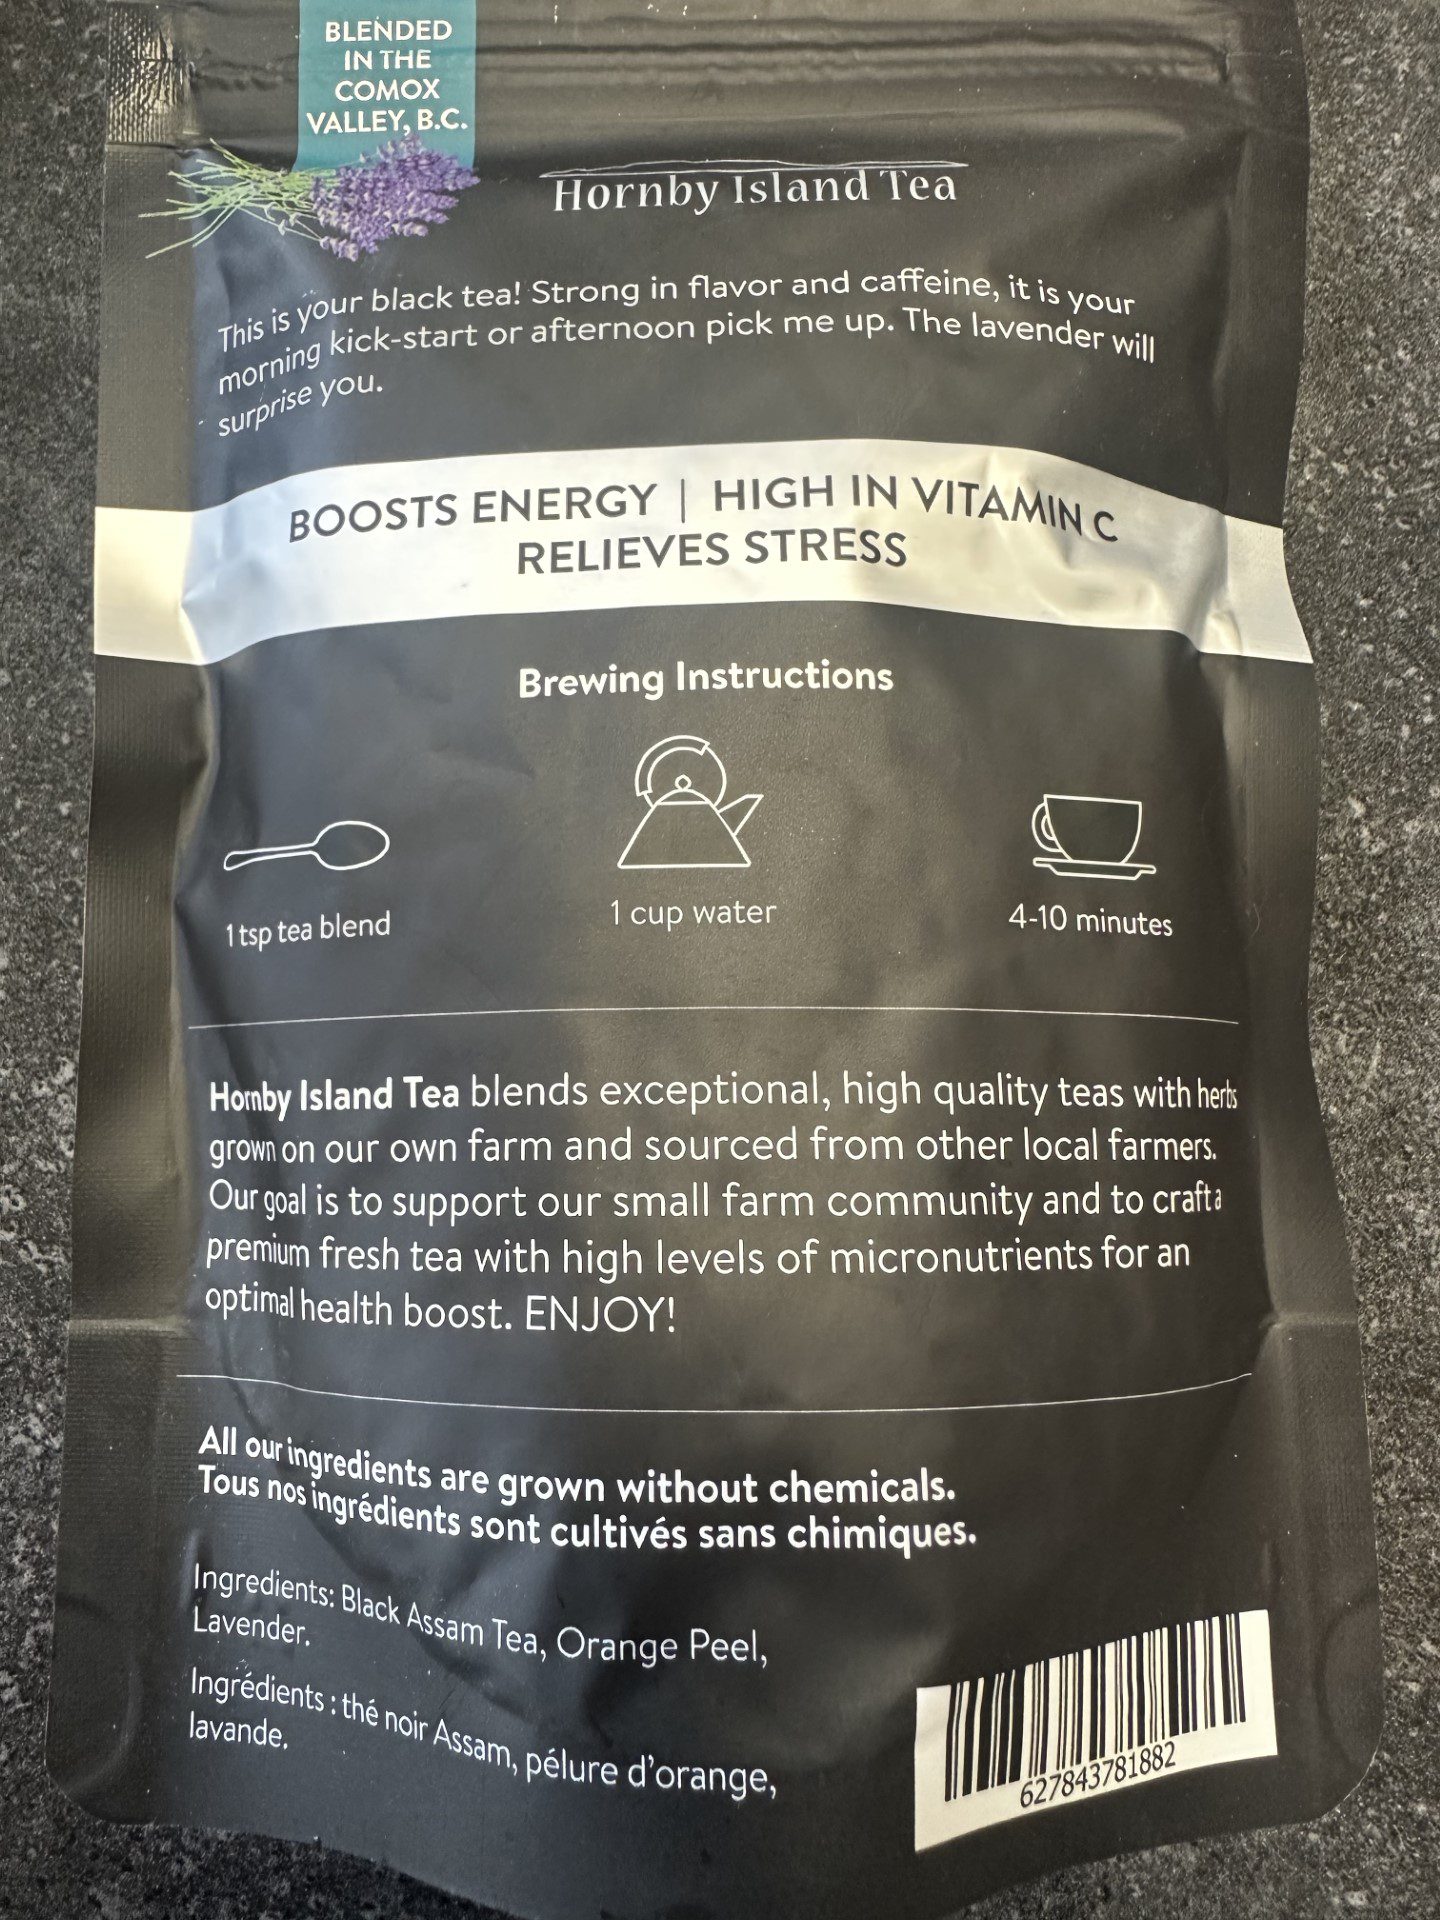 BLENDED
IN THE
COMOX
VALLEY, B.C.
Hornby Island Tea
This is your black tea! Strong in flavor and caffeine, it is your
morning kick-start or afternoon pick me up. The lavender will
surprise you.
BOOSTS ENERGY | HIGH IN VITAMIN C
RELIEVES STRESS
Brewing Instructions
1 tsp tea blend
1 cup water
4-10 minutes
Hornby Island Tea blends exceptional, high quality teas with herbs
grown on our own farm and sourced from other local farmers.
Our goal is to support our small farm community and to craft a
premium fresh tea with high levels of micronutrients for an
optimal health boost. ENJOY!
All our ingredients are grown without chemicals.
Tous nos ingrédients sont cultivés sans chimiques.
Ingredients: Black Assam Tea, Orange Peel,
Lavender.
Ingrédients : thé noir Assam, pélure d'orange,
lavande.
627843781882